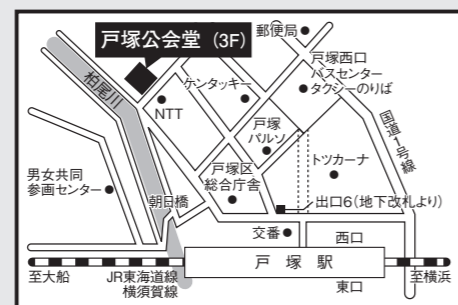 戸塚公会堂 (3F)
郵便局
戸塚西口
バスセンター
タクシーのりば
柏尾川
ケンタッキー
NTT
国道1号線
戸塚
パルソ
トツカーナ
戸塚区
総合庁舎
男女共同
参画センター
朝日橋
出口6(地下改札より)
交番
西口
戸塚駅
至大船
JR東海道線
横須賀線
至横浜
東口